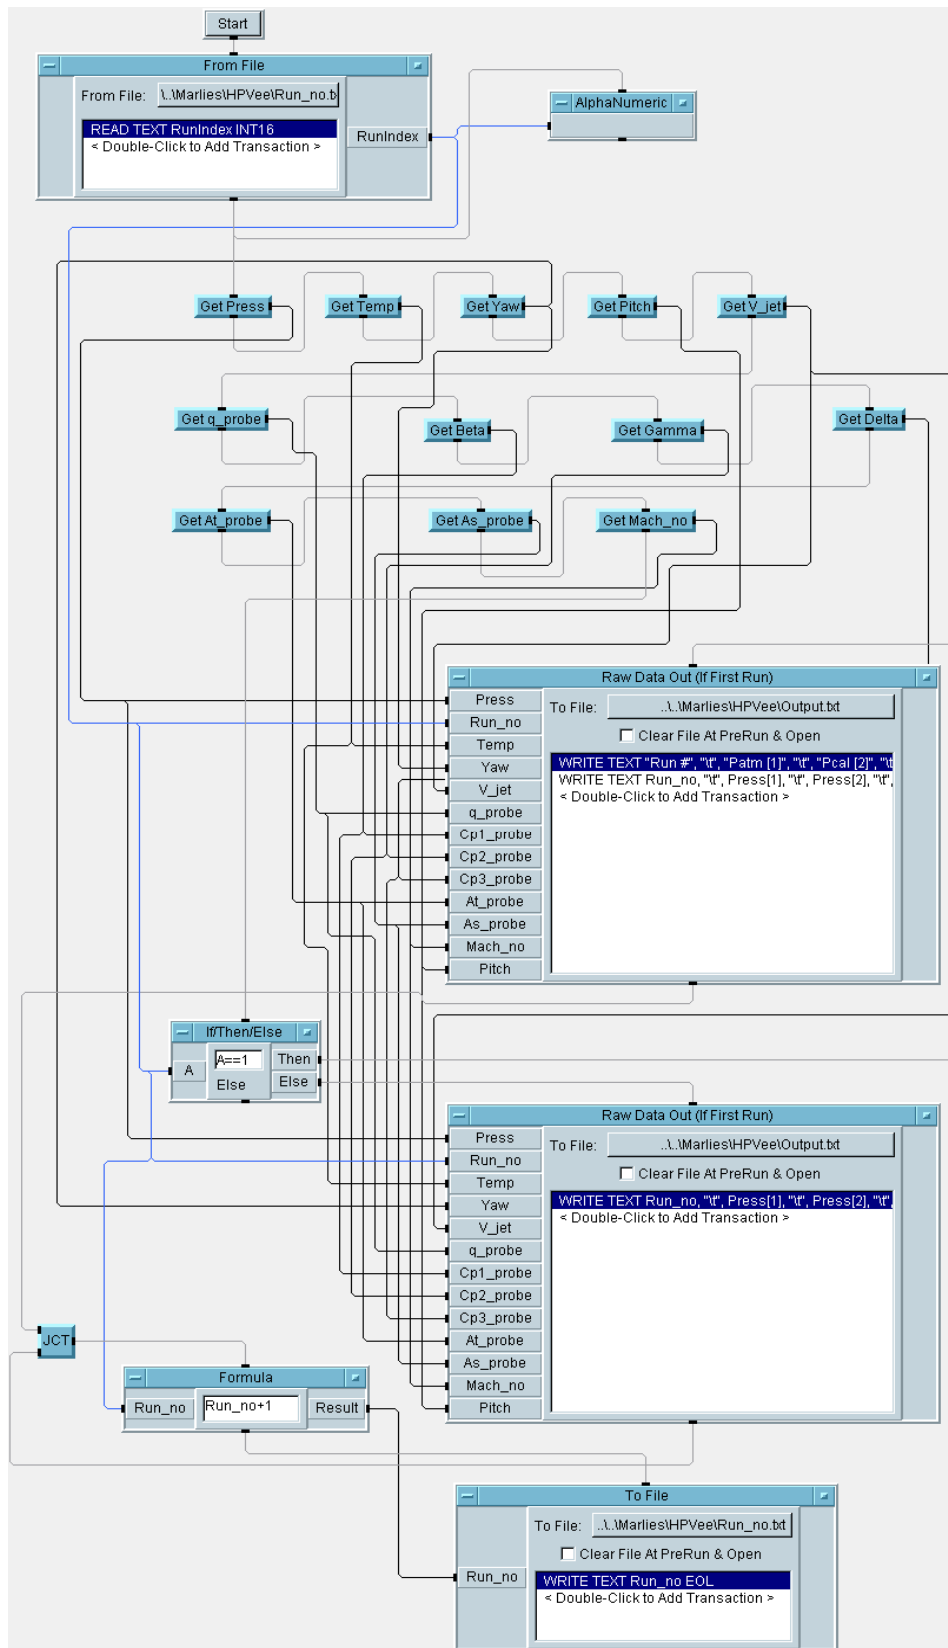 Start
From File
From File: \..\Marlies\HPVee\Run_no.b
READ TEXT RunIndex INT16
< Double-Click to Add Transaction >
RunIndex
AlphaNumeric
Get Press
Get Temp
Get Yaw
Get Pitch
Get V_jet
Get q_probe
Get Beta
Get Gamma
Get Delta
Get At_probe
Get As_probe
Get Mach_no
Raw Data Out (If First Run)
To File: ..\..\Marlies\HPVee\Output.txt
Clear File At PreRun & Open
WRITE TEXT "Run #", "\t", "Patm [1]", "\t", "Pcal [2]", "\t
WRITE TEXT Run_no, "\t", Press[1], "\t", Press[2], "\t",
< Double-Click to Add Transaction >
Press
Run_no
Temp
Yaw
V_jet
q_probe
Cp1_probe
Cp2_probe
Cp3_probe
At_probe
As_probe
Mach_no
Pitch
If/Then/Else
A
A==1
Then
Else
Else
Raw Data Out (If First Run)
To File: ..\..\Marlies\HPVee\Output.txt
Clear File At PreRun & Open
WRITE TEXT Run_no, "\t", Press[1], "\t", Press[2], "\t",
< Double-Click to Add Transaction >
Press
Run_no
Temp
Yaw
V_jet
q_probe
Cp1_probe
Cp2_probe
Cp3_probe
At_probe
As_probe
Mach_no
Pitch
JCT
Formula
Run_no
Run_no+1
Result
To File
To File: ..\..\Marlies\HPVee\Run_no.txt
Clear File At PreRun & Open
Run_no
WRITE TEXT Run_no EOL
< Double-Click to Add Transaction >